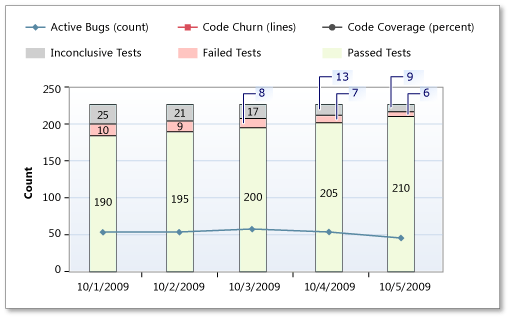 Active Bugs (count) Code Churn (lines) Code Coverage (percent)
Inconclusive Tests Failed Tests Passed Tests
250
200
150
100
50
0
Count
13 9
8 7 6
25 21 17
10 9
190 195 200 205 210
10/1/2009 10/2/2009 10/3/2009 10/4/2009 10/5/2009